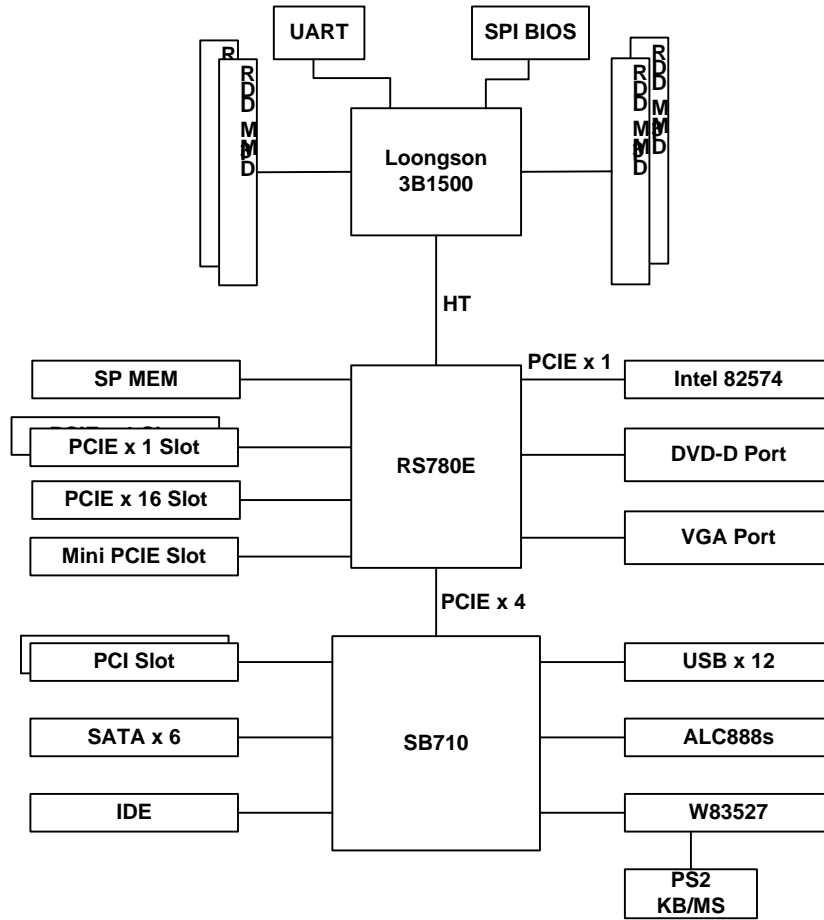 UART
SPI BIOS
Loongson
3B1500
HT
PCIE x 1
SP MEM
Intel 82574
PCIE x 1 Slot
DVD-D Port
RS780E
PCIE x 16 Slot
VGA Port
Mini PCIE Slot
PCIE x 4
PCI Slot
USB x 12
SATA x 6
SB710
ALC888s
IDE
W83527
PS2
KB/MS